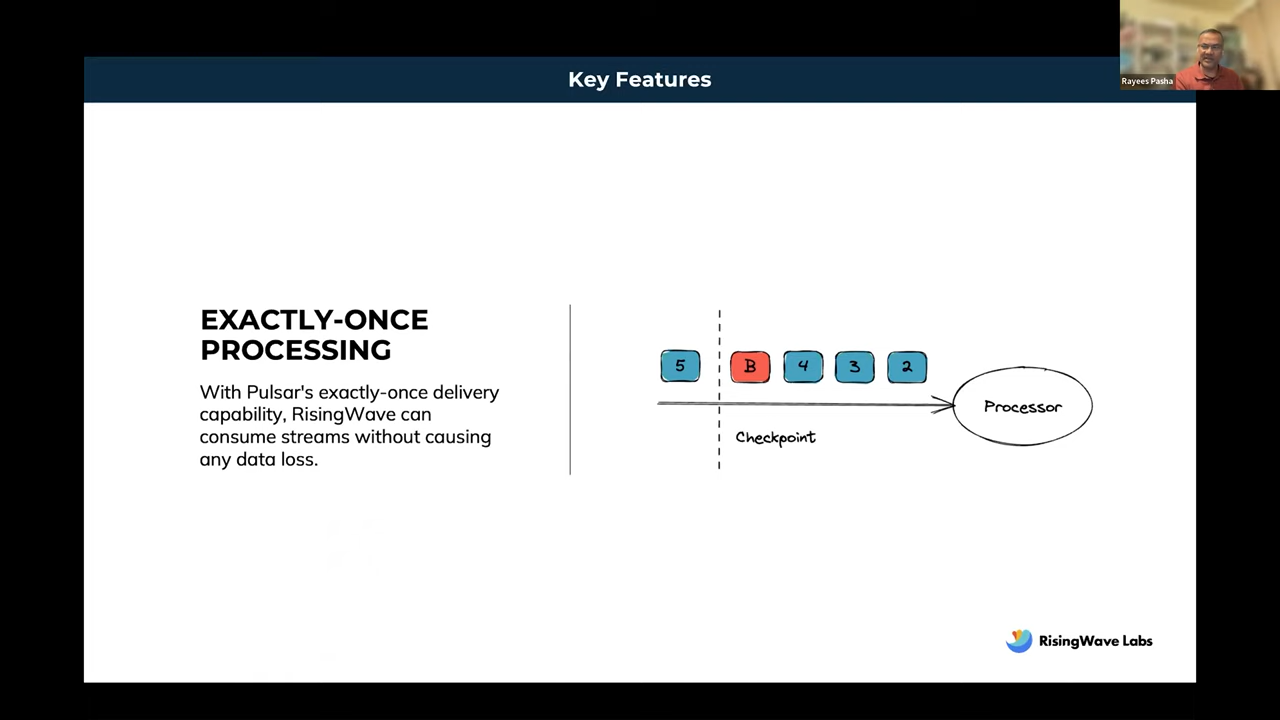 Key Features
Rayees Pasha
EXACTLY-ONCE
PROCESSING
With Pulsar's exactly-once delivery
capability, RisingWave can
consume streams without causing
any data loss.
5 B 4 3 2
Processor
Checkpoint
RisingWave Labs